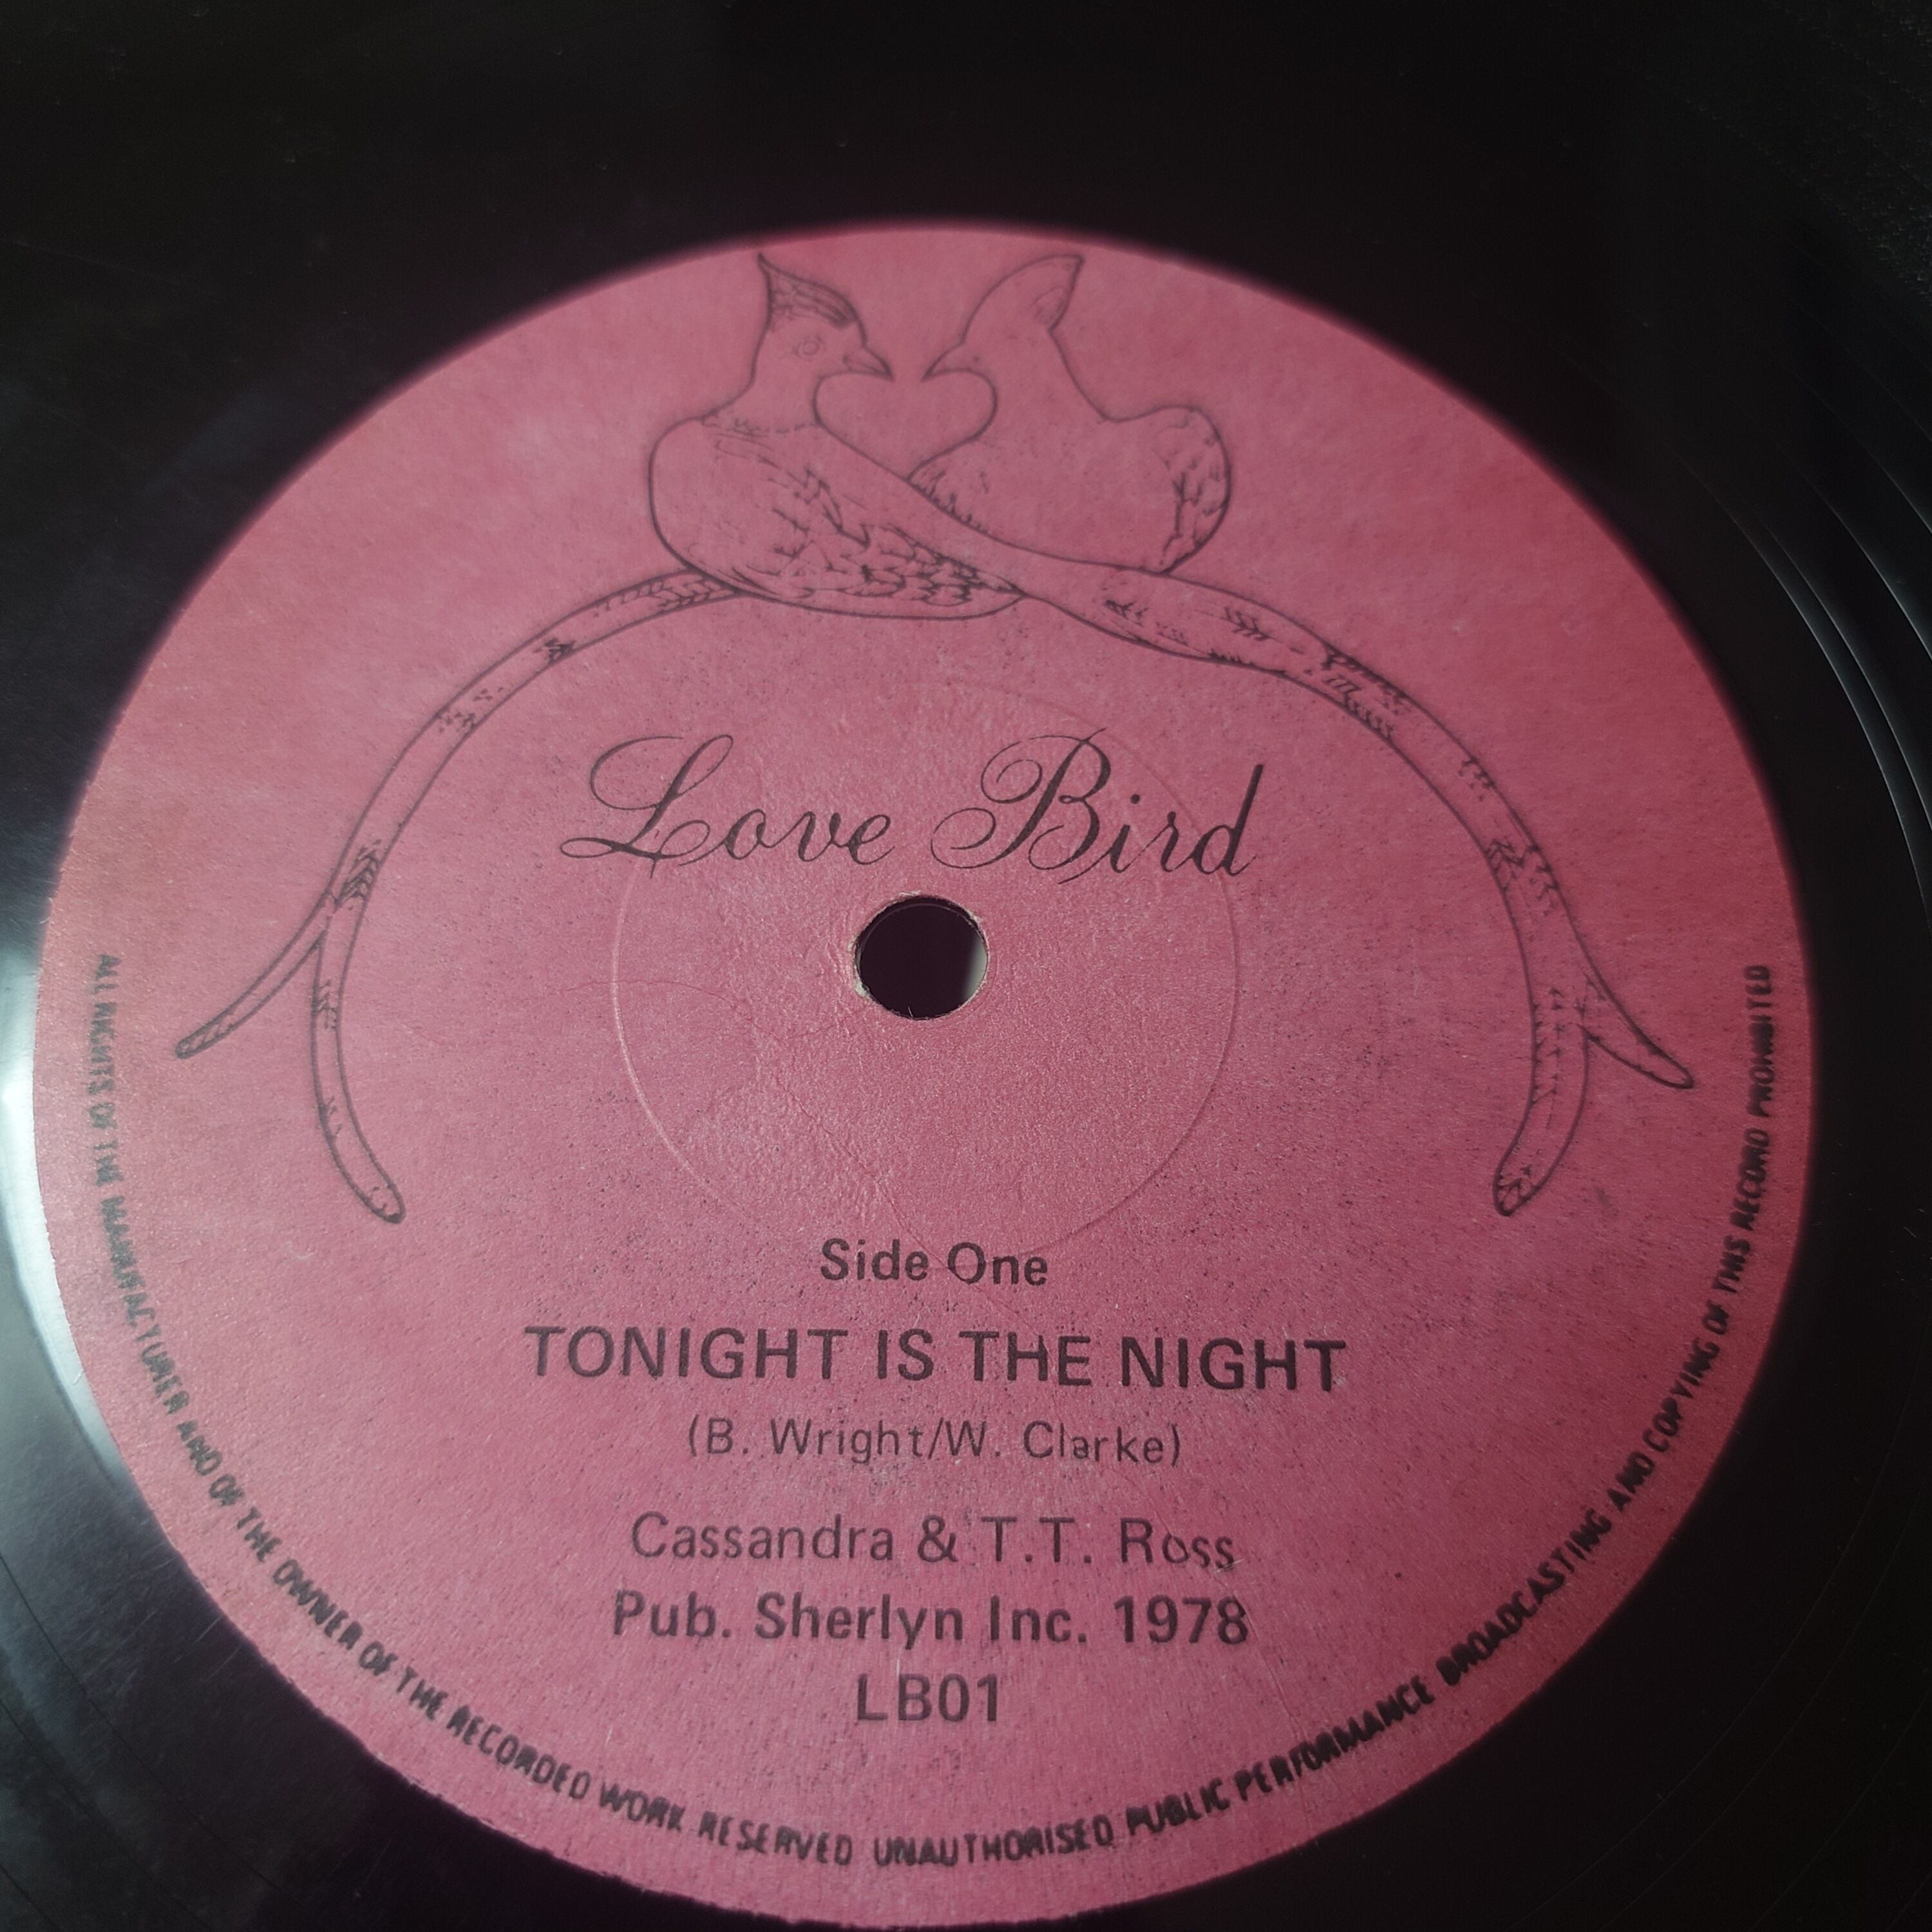 Love Bird
Side One
TONIGHT IS THE NIGHT
(B. Wright/W. Clarke)
Cassandra & T.T. Ross
Pub. Sherlyn Inc. 1978
LB01
ALL RIGHTS OF THE MANUFACTURER AND OF THE OWNER OF THE RECORDED WORK RESERVED UNAUTHORISED PUBLIC PERFORMANCE BROADCASTING AND COPYING OF THIS RECORD PROHIBITED